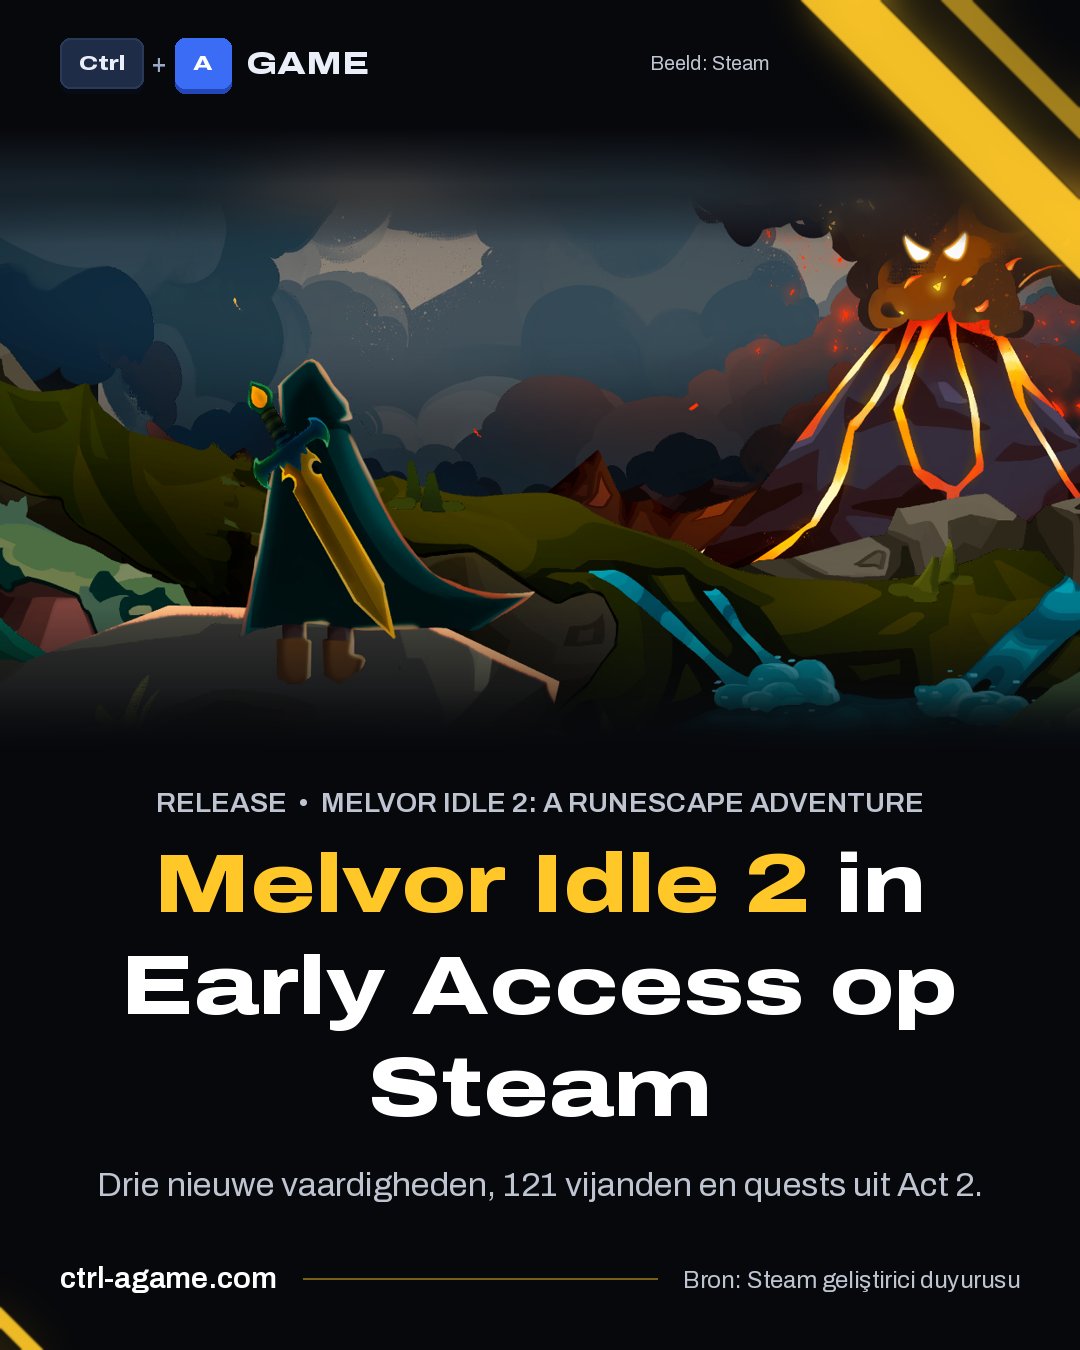 Ctrl + A GAME
Beeld: Steam
RELEASE • MELVOR IDLE 2: A RUNESCAPE ADVENTURE
Melvor Idle 2 in
Early Access op
Steam
Drie nieuwe vaardigheden, 121 vijanden en quests uit Act 2.
ctrl-agame.com
Bron: Steam geliştirici duyurusu